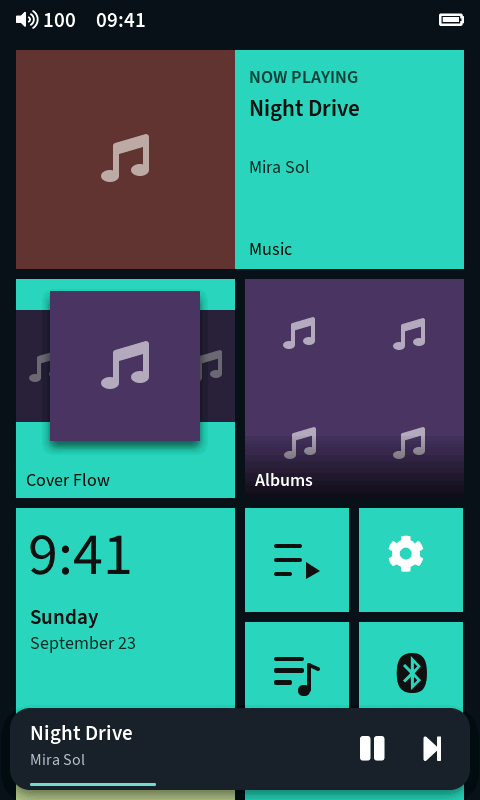 100 09:41
NOW PLAYING
Night Drive
Mira Sol
Music
Cover Flow
Albums
9:41
Sunday
September 23
Night Drive
Mira Sol